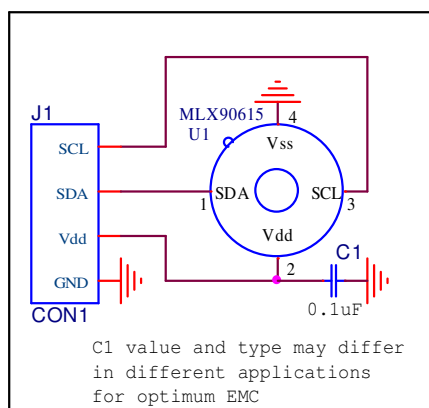 J1
SCL
SDA
Vdd
GND
CON1
MLX90615
U1
4
Vss
1
SDA
SCL
3
Vdd
2
C1
0.1uF
C1 value and type may differ
in different applications
for optimum EMC